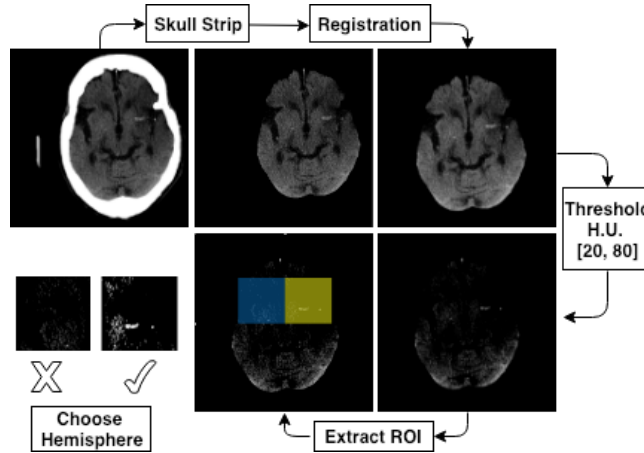 Skull Strip
Registration
Threshold
H.U.
[20, 80]
Extract ROI
Choose
Hemisphere